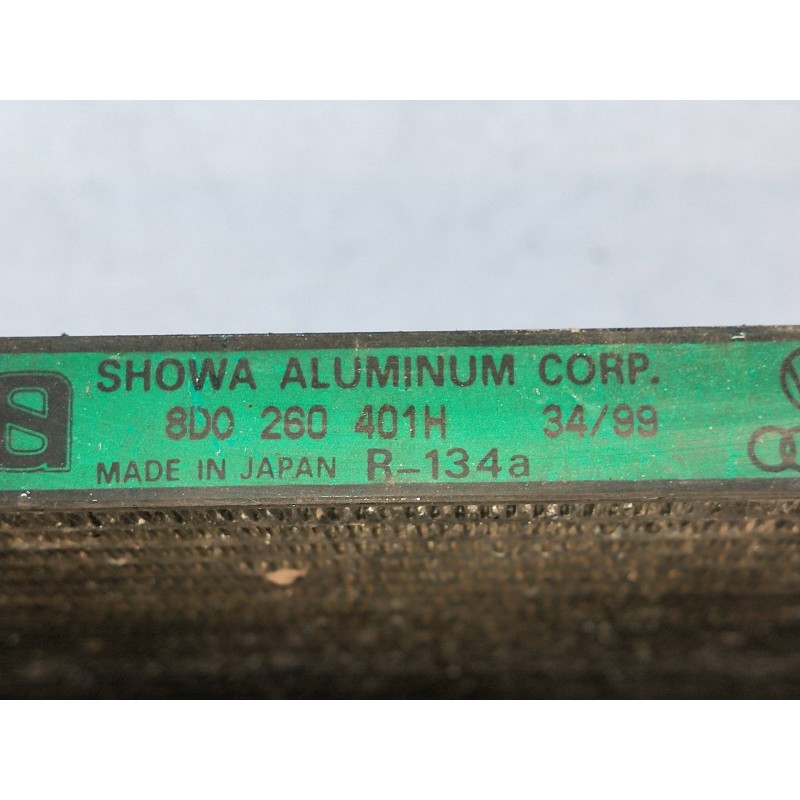 SHOWA ALUMINUM CORP.
8D0 260 401H 34/99
MADE IN JAPAN R-134a